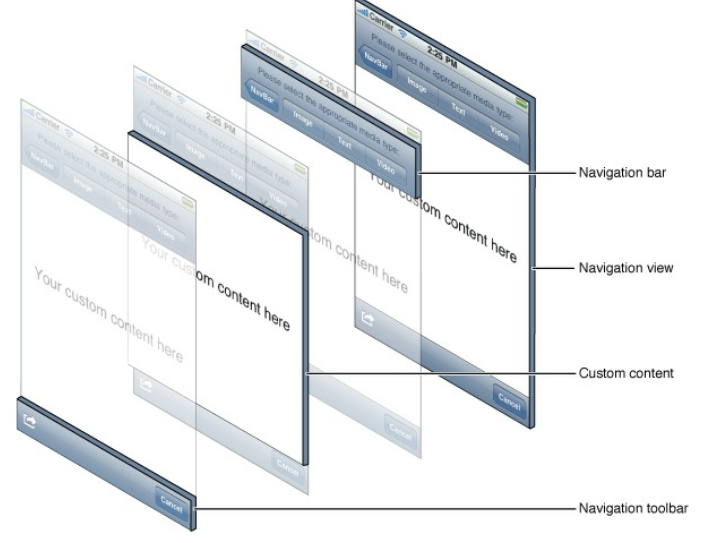 Carrier
2:25 PM
Please select the appropriate media type:
NavBar
Image
Text
Video
Your custom content here
Cancel
Carrier
2:25 PM
Please select the appropriate media type:
NavBar
Image
Text
Video
Your custom content here
Cancel
Carrier
2:25 PM
Please select the appropriate media type:
NavBar
Image
Text
Video
Your custom content here
Cancel
Carrier
2:25 PM
Please select the appropriate media type:
NavBar
Image
Text
Video
Your custom content here
Cancel
Navigation bar
Navigation view
Custom content
Navigation toolbar